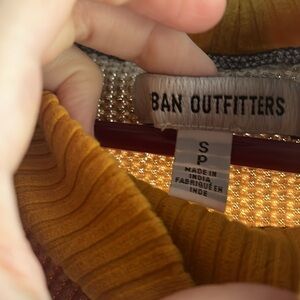 BAN OUTFITTERS
S
P
MADE IN
INDIA
FABRIQUÉ EN
INDE